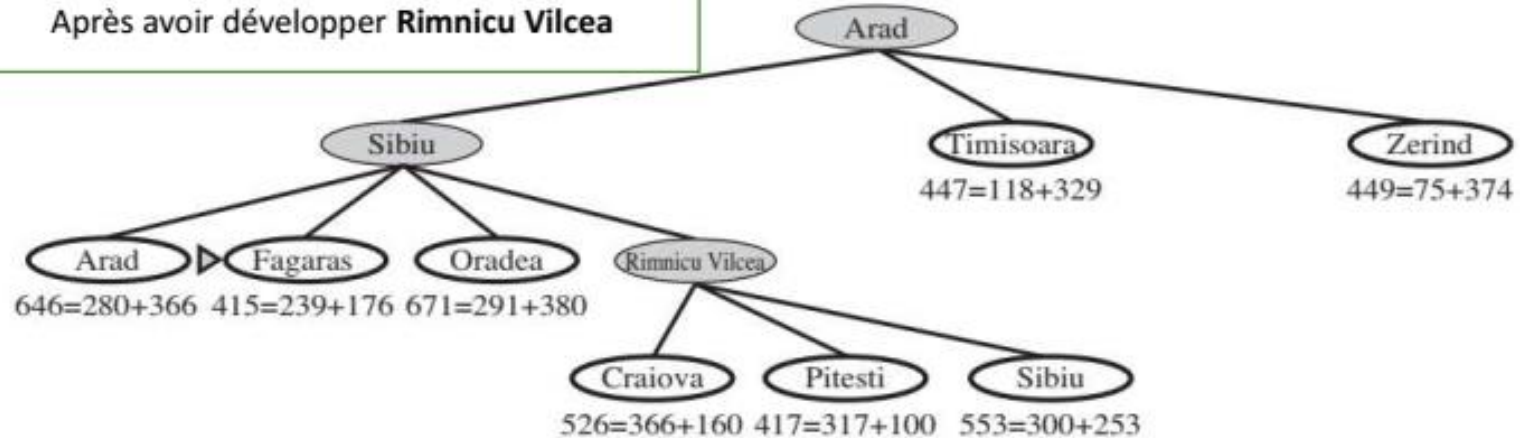 Après avoir développer Rimnicu Vilcea
Arad
Sibiu
Timisoara
Zerind
447=118+329
449=75+374
Arad
Fagaras
Oradea
Rimnicu Vilcea
646=280+366
415=239+176
671=291+380
Craiova
Pitesti
Sibiu
526=366+160
417=317+100
553=300+253